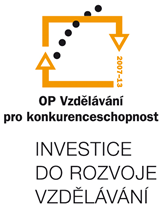 2007-13
OP Vzdělávání
pro konkurenceschopnost
INVESTICE
DO ROZVOJE
VZDĚLÁVÁNÍ